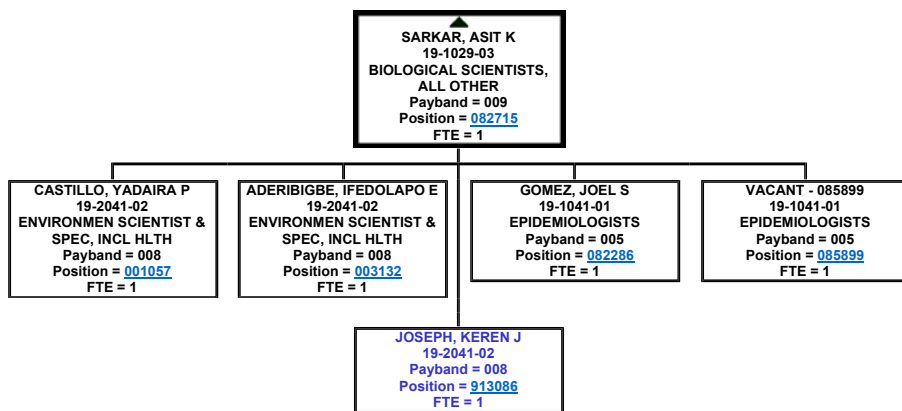 SARKAR, ASIT K
19-1029-03
BIOLOGICAL SCIENTISTS,
ALL OTHER
Payband = 009
Position = 082715
FTE = 1
CASTILLO, YADAIRA P
19-2041-02
ENVIRONMEN SCIENTIST &
SPEC, INCL HLTH
Payband = 008
Position = 001057
FTE = 1
ADERIBIGBE, IFEDOLAPO E
19-2041-02
ENVIRONMEN SCIENTIST &
SPEC, INCL HLTH
Payband = 008
Position = 003132
FTE = 1
GOMEZ, JOEL S
19-1041-01
EPIDEMIOLOGISTS
Payband = 005
Position = 082286
FTE = 1
VACANT - 085899
19-1041-01
EPIDEMIOLOGISTS
Payband = 005
Position = 085899
FTE = 1
JOSEPH, KEREN J
19-2041-02
Payband = 008
Position = 913086
FTE = 1